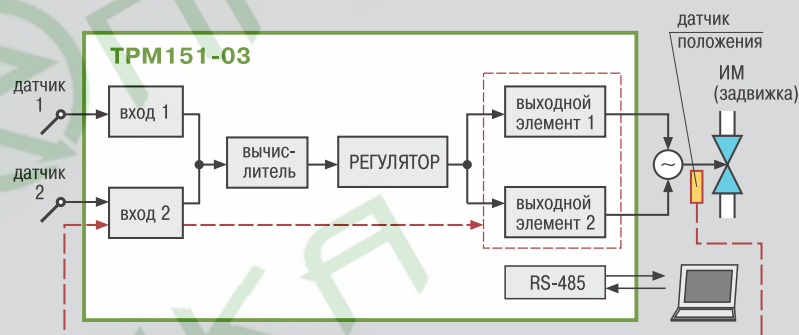 датчик
положения
ТРМ151-03
ИМ
(задвижка)
датчик
1
вход 1
выходной
элемент 1
вычис-
литель
РЕГУЛЯТОР
~
датчик
2
вход 2
выходной
элемент 2
RS-485